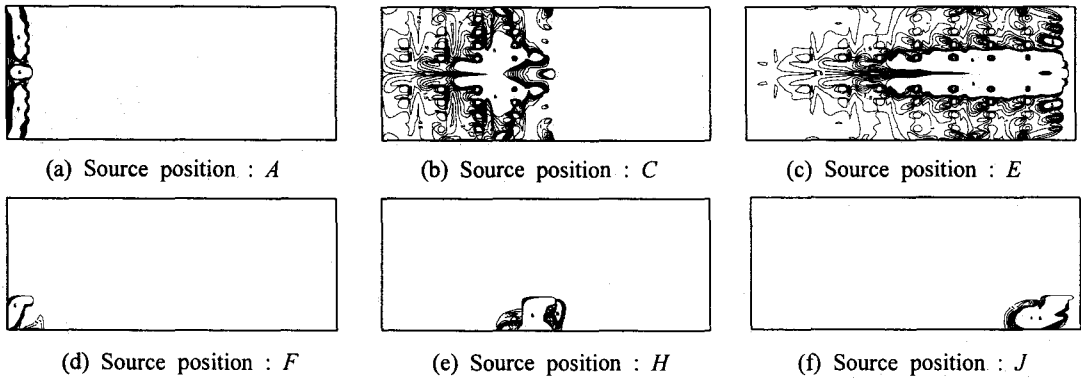 (a) Source position : A
(b) Source position : C
(c) Source position : E
(d) Source position : F
(e) Source position : H
(f) Source position : J